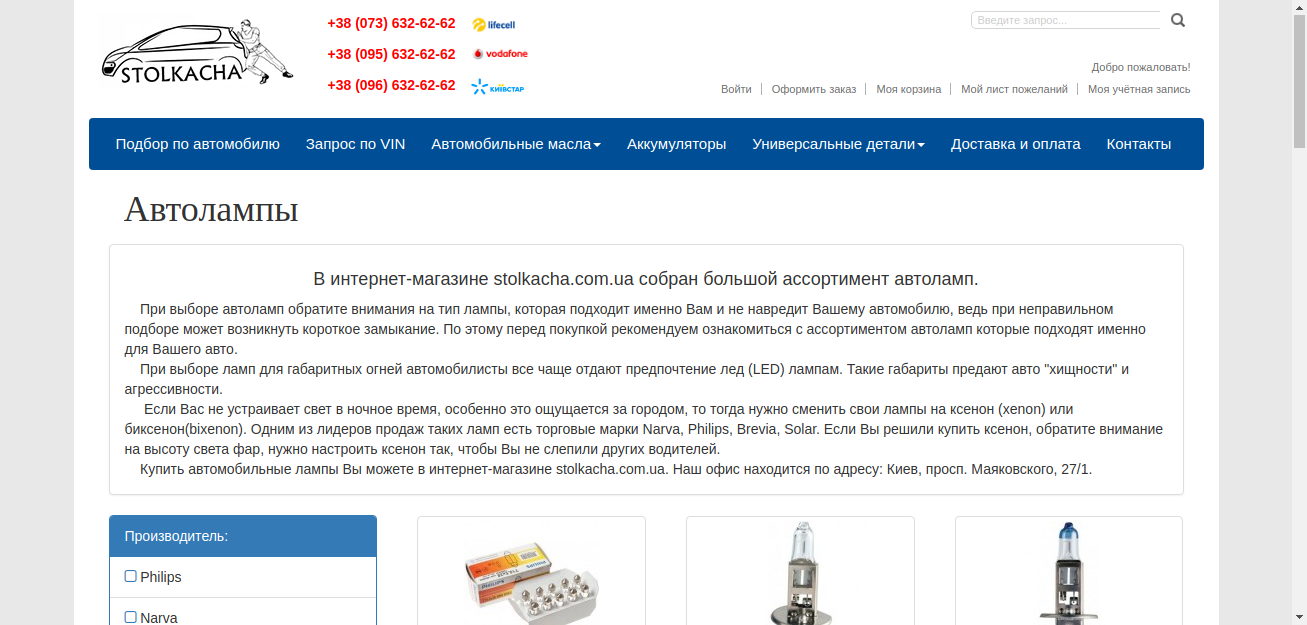 STOLKACHA
+38 (073) 632-62-62 lifecell
+38 (095) 632-62-62 vodafone
+38 (096) 632-62-62 КИЇВСТАР
Введите запрос...
Добро пожаловать!
Войти Оформить заказ Моя корзина Мой лист пожеланий Моя учётная запись
Подбор по автомобилю Запрос по VIN Автомобильные масла Аккумуляторы Универсальные детали Доставка и оплата Контакты
Автолампы
В интернет-магазине stolkacha.com.ua собран большой ассортимент автоламп.
При выборе автоламп обратите внимания на тип лампы, которая подходит именно Вам и не навредит Вашему автомобилю, ведь при неправильном
подборе может возникнуть короткое замыкание. По этому перед покупкой рекомендуем ознакомиться с ассортиментом автоламп которые подходят именно
для Вашего авто.
При выборе ламп для габаритных огней автомобилисты все чаще отдают предпочтение лед (LED) лампам. Такие габариты предают авто "хищности" и
агрессивности.
Если Вас не устраивает свет в ночное время, особенно это ощущается за городом, то тогда нужно сменить свои лампы на ксенон (xenon) или
биксенон(bixenon). Одним из лидеров продаж таких ламп есть торговые марки Narva, Philips, Brevia, Solar. Если Вы решили купить ксенон, обратите внимание
на высоту света фар, нужно настроить ксенон так, чтобы Вы не слепили других водителей.
Купить автомобильные лампы Вы можете в интернет-магазине stolkacha.com.ua. Наш офис находится по адресу: Киев, просп. Маяковского, 27/1.
Производитель:
Philips
Narva